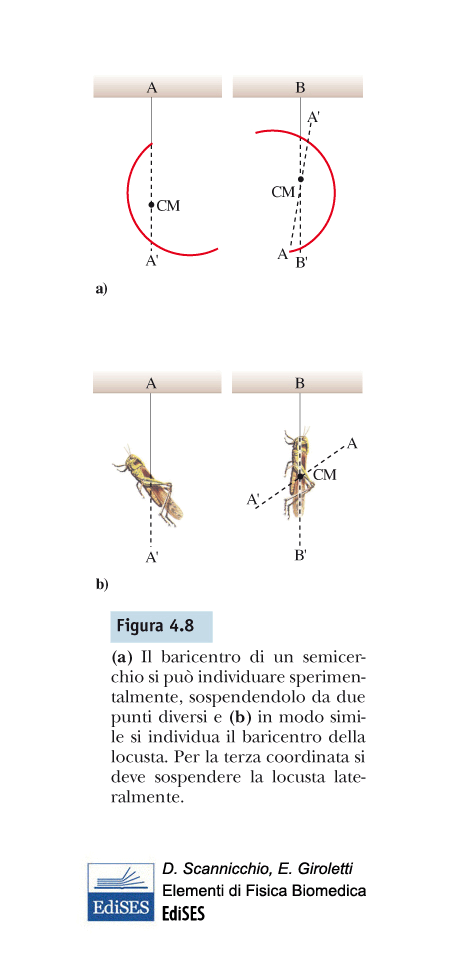 A
B
A'
CM
CM
A'
A
B'
a)
A
B
A
CM
A'
A'
B'
b)
Figura 4.8
(a) Il baricentro di un semicer-
chio si può individuare sperimen-
talmente, sospendendolo da due
punti diversi e (b) in modo simi-
le si individua il baricentro della
locusta. Per la terza coordinata si
deve sospendere la locusta late-
ralmente.
EdiSES
D. Scannicchio, E. Giroletti
Elementi di Fisica Biomedica
EdiSES